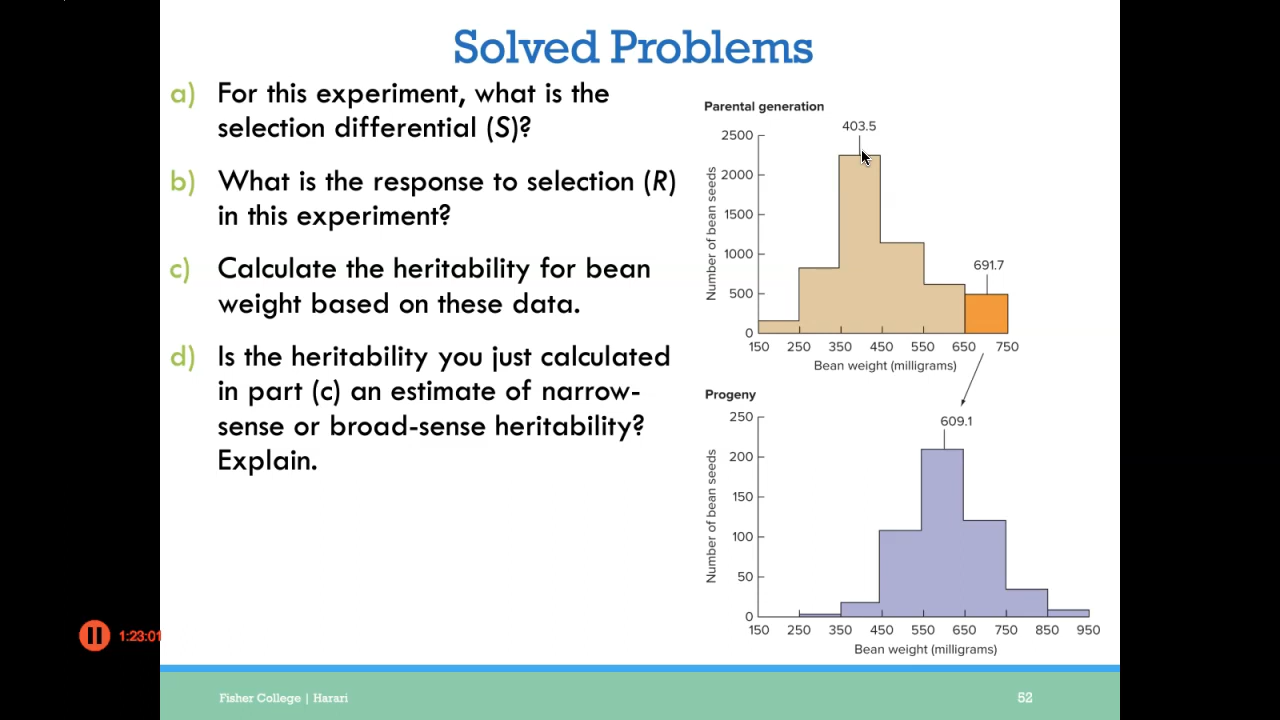 Solved Problems
a) For this experiment, what is the
selection differential (S)?
b) What is the response to selection (R)
in this experiment?
c) Calculate the heritability for bean
weight based on these data.
d) Is the heritability you just calculated
in part (c) an estimate of narrow-
sense or broad-sense heritability?
Explain.
Parental generation
403.5
691.7
2500
2000
1500
1000
500
0
Number of bean seeds
150 250 350 450 550 650 750
Bean weight (milligrams)
Progeny
609.1
250
200
150
100
50
0
Number of bean seeds
150 250 350 450 550 650 750 850 950
Bean weight (milligrams)
1:23:01
Fisher College | Harari
52